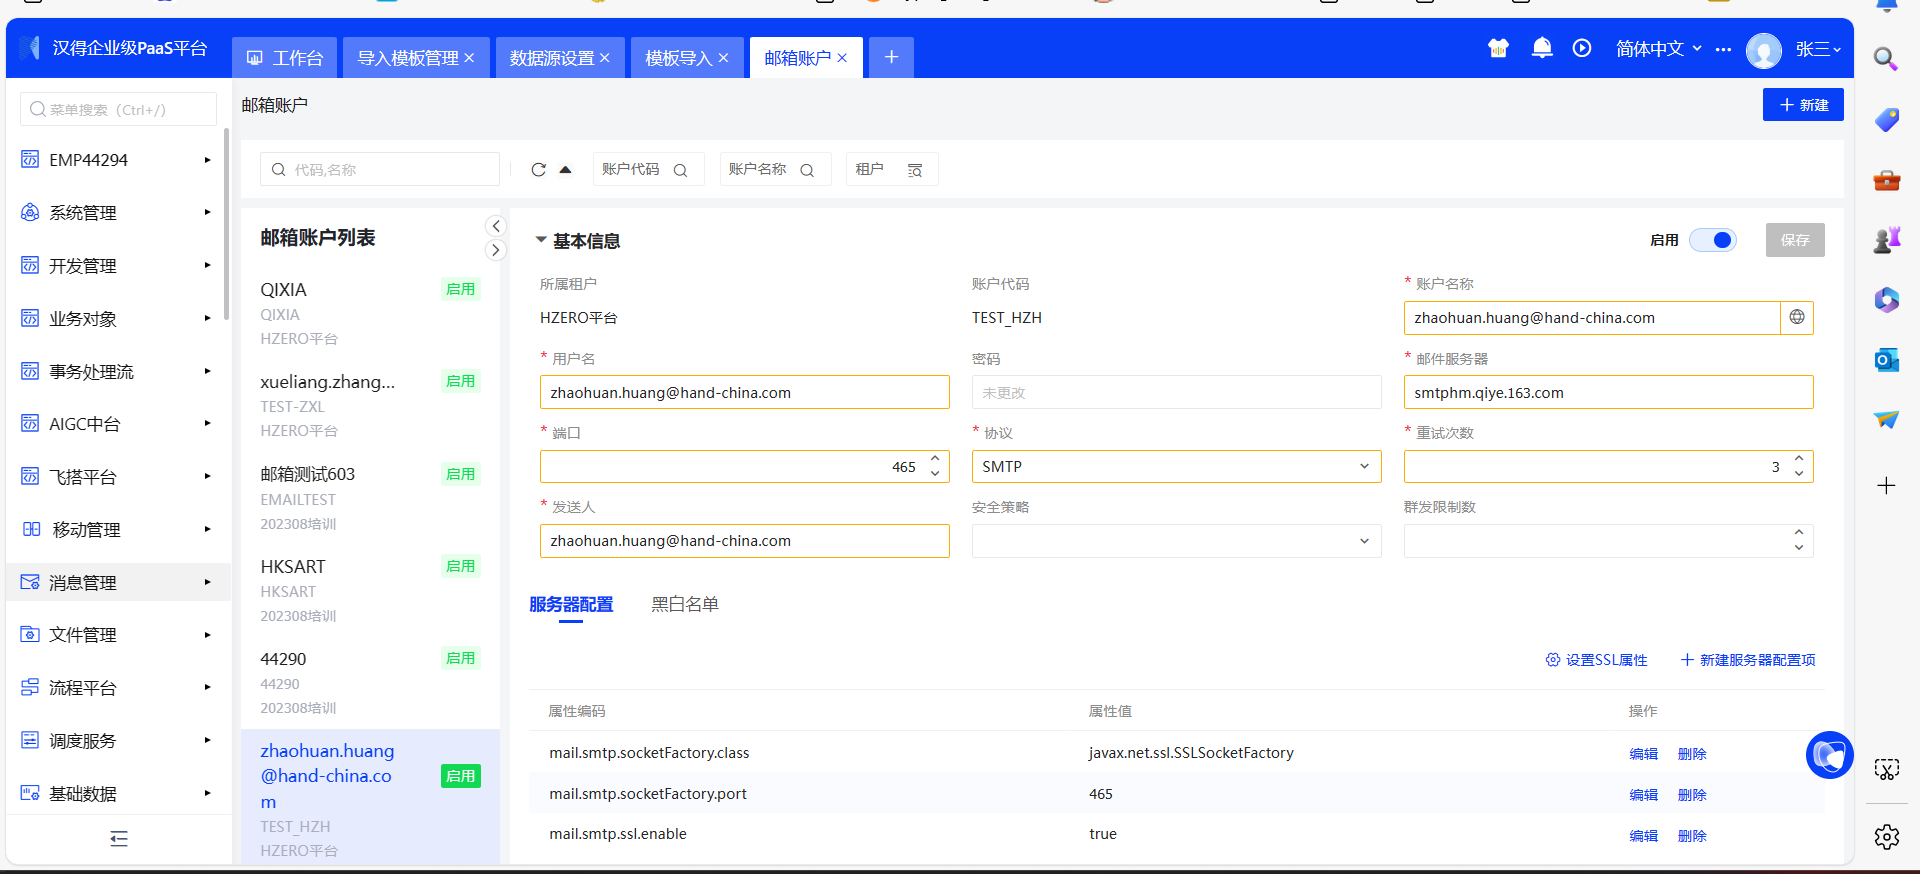 汉得企业级PaaS平台
工作台
导入模板管理
数据源设置
模板导入
邮箱账户
简体中文
张三
菜单搜索（Ctrl+/）
EMP44294
系统管理
开发管理
业务对象
事务处理流
AIGC中台
飞搭平台
移动管理
消息管理
文件管理
流程平台
调度服务
基础数据
邮箱账户
新建
代码,名称
账户代码
账户名称
租户
邮箱账户列表
QIXIA
启用
QIXIA
HZERO平台
xueliang.zhang...
启用
TEST-ZXL
HZERO平台
邮箱测试603
启用
EMAILTEST
202308培训
HKSART
启用
HKSART
202308培训
44290
启用
44290
202308培训
zhaohuan.huang
@hand-china.co
m
启用
TEST_HZH
HZERO平台
基本信息
启用
保存
所属租户
HZERO平台
账户代码
TEST_HZH
* 账户名称
zhaohuan.huang@hand-china.com
* 用户名
zhaohuan.huang@hand-china.com
密码
未更改
* 邮件服务器
smtphm.qiye.163.com
* 端口
465
* 协议
SMTP
* 重试次数
3
* 发送人
zhaohuan.huang@hand-china.com
安全策略
群发限制数
服务器配置
黑白名单
设置SSL属性
新建服务器配置项
属性编码 属性值 操作
mail.smtp.socketFactory.class javax.net.ssl.SSLSocketFactory 编辑 删除
mail.smtp.socketFactory.port 465 编辑 删除
mail.smtp.ssl.enable true 编辑 删除